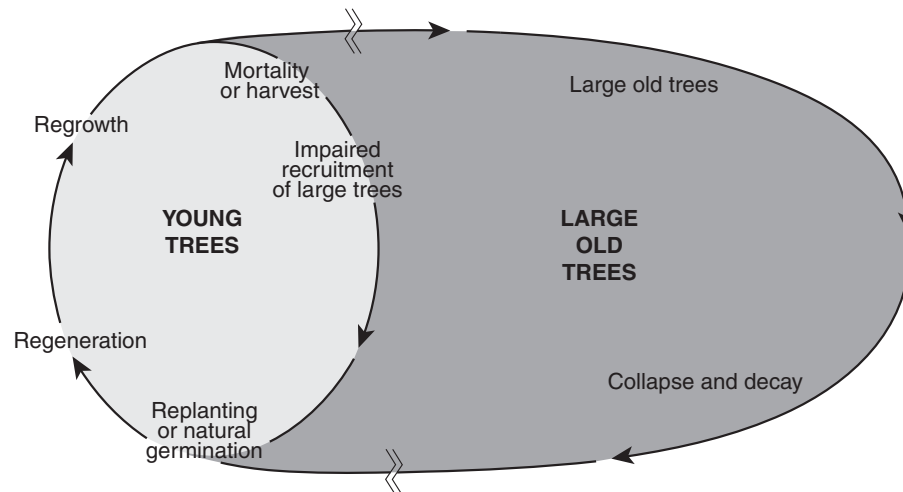 Mortality
or harvest
Large old trees
Regrowth
Impaired
recruitment
of large trees
YOUNG
TREES
LARGE
OLD
TREES
Regeneration
Collapse and decay
Replanting
or natural
germination